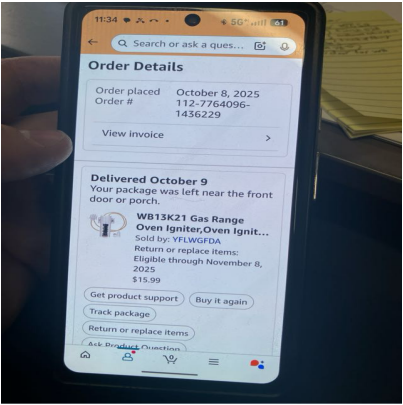 11:34
5G
61
Search or ask a ques...
Order Details
Order placed October 8, 2025
Order # 112-7764096-
1436229
View invoice
Delivered October 9
Your package was left near the front
door or porch.
WB13K21 Gas Range
Oven Igniter,Oven Ignit...
Sold by: YFLWGFDA
Return or replace items:
Eligible through November 8,
2025
$15.99
Get product support
Buy it again
Track package
Return or replace items
Ask Product Question